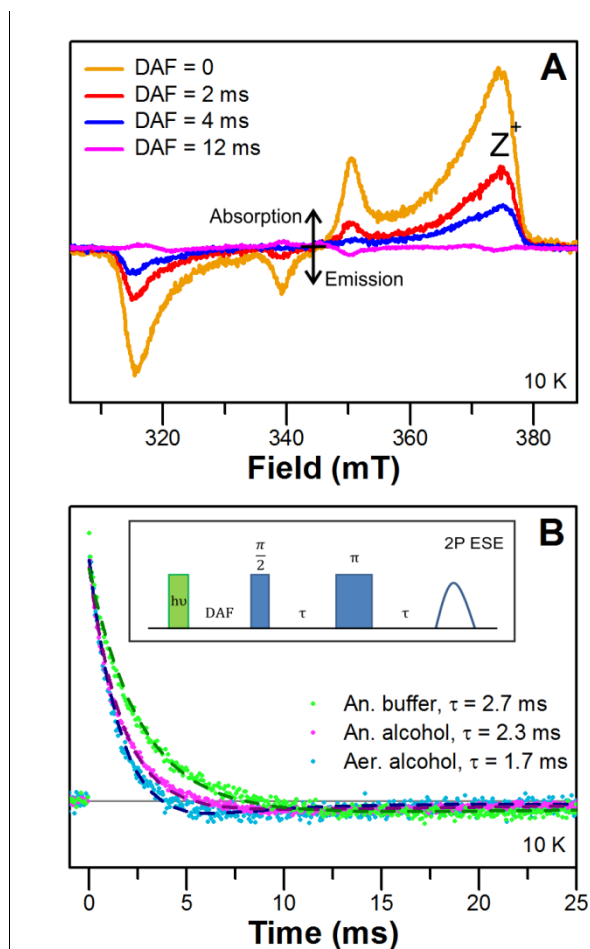 A
DAF = 0
DAF = 2 ms
DAF = 4 ms
DAF = 12 ms
Z+
Absorption
Emission
10 K
320 340 360 380
Field (mT)
B
2P ESE
π/2 π
hυ DAF τ τ
An. buffer, τ = 2.7 ms
An. alcohol, τ = 2.3 ms
Aer. alcohol, τ = 1.7 ms
10 K
0 5 10 15 20 25
Time (ms)